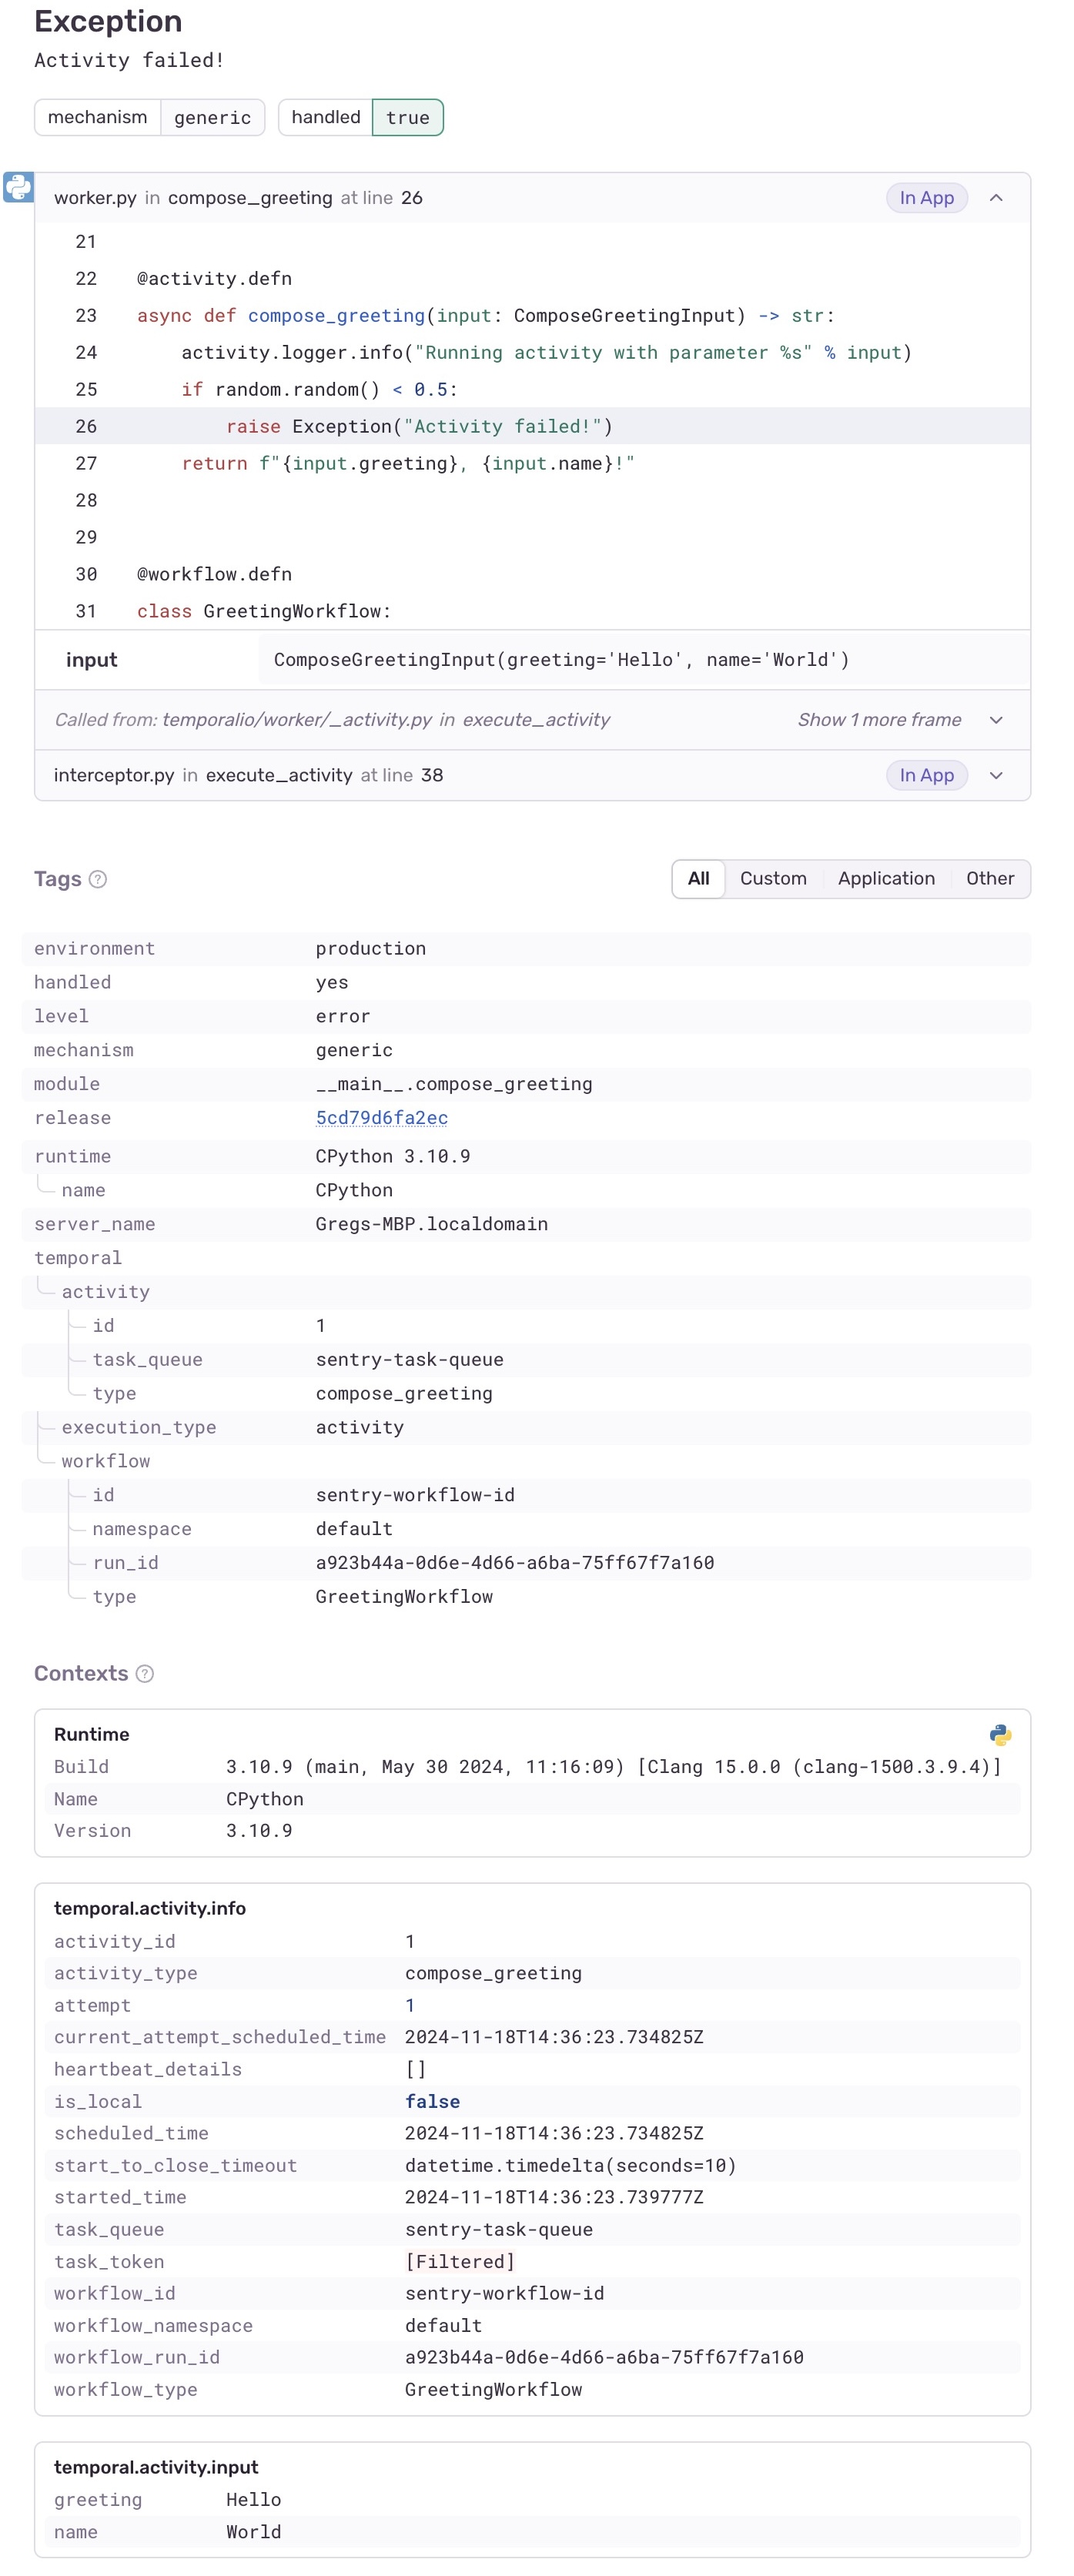 Exception
Activity failed!
mechanism generic handled true
worker.py in compose_greeting at line 26 In App
21
22 @activity.defn
23 async def compose_greeting(input: ComposeGreetingInput) -> str:
24     activity.logger.info("Running activity with parameter %s" % input)
25     if random.random() < 0.5:
26         raise Exception("Activity failed!")
27     return f"{input.greeting}, {input.name}!"
28
29
30 @workflow.defn
31 class GreetingWorkflow:
input ComposeGreetingInput(greeting='Hello', name='World')
Called from: temporalio/worker/_activity.py in execute_activity Show 1 more frame
interceptor.py in execute_activity at line 38 In App
Tags ? All Custom Application Other
environment production
handled yes
level error
mechanism generic
module __main__.compose_greeting
release 5cd79d6fa2ec
runtime CPython 3.10.9
name CPython
server_name Gregs-MBP.localdomain
temporal
activity
id 1
task_queue sentry-task-queue
type compose_greeting
execution_type activity
workflow
id sentry-workflow-id
namespace default
run_id a923b44a-0d6e-4d66-a6ba-75ff67f7a160
type GreetingWorkflow
Contexts ?
Runtime
Build 3.10.9 (main, May 30 2024, 11:16:09) [Clang 15.0.0 (clang-1500.3.9.4)]
Name CPython
Version 3.10.9
temporal.activity.info
activity_id 1
activity_type compose_greeting
attempt 1
current_attempt_scheduled_time 2024-11-18T14:36:23.734825Z
heartbeat_details []
is_local false
scheduled_time 2024-11-18T14:36:23.734825Z
start_to_close_timeout datetime.timedelta(seconds=10)
started_time 2024-11-18T14:36:23.739777Z
task_queue sentry-task-queue
task_token [Filtered]
workflow_id sentry-workflow-id
workflow_namespace default
workflow_run_id a923b44a-0d6e-4d66-a6ba-75ff67f7a160
workflow_type GreetingWorkflow
temporal.activity.input
greeting Hello
name World